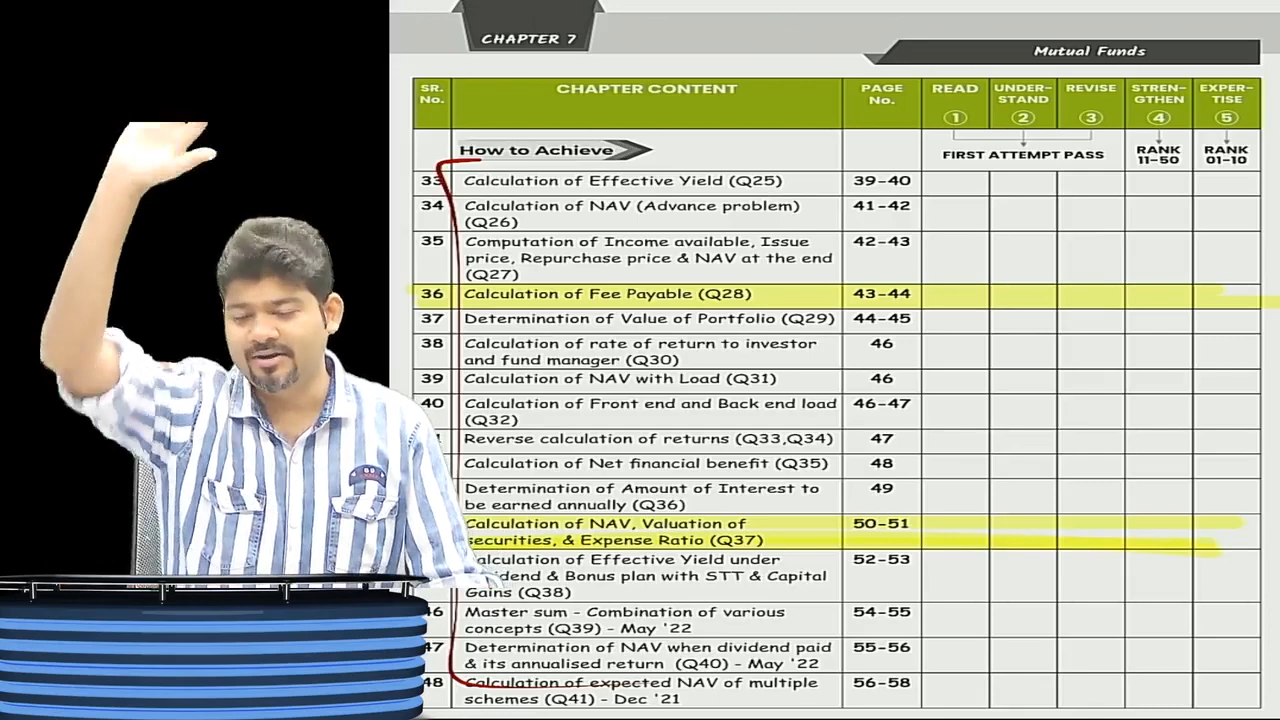 CHAPTER 7
Mutual Funds
SR. No. CHAPTER CONTENT PAGE No. READ 1 UNDER-STAND 2 REVISE 3 STREN-GTHEN 4 EXPER-TISE 5
How to Achieve FIRST ATTEMPT PASS RANK 11-50 RANK 01-10
33 Calculation of Effective Yield (Q25) 39-40
34 Calculation of NAV (Advance problem) 41-42
(Q26)
35 Computation of Income available, Issue 42-43
price, Repurchase price & NAV at the end
(Q27)
36 Calculation of Fee Payable (Q28) 43-44
37 Determination of Value of Portfolio (Q29) 44-45
38 Calculation of rate of return to investor 46
and fund manager (Q30)
39 Calculation of NAV with Load (Q31) 46
40 Calculation of Front end and Back end load 46-47
(Q32)
Reverse calculation of returns (Q33,Q34) 47
Calculation of Net financial benefit (Q35) 48
Determination of Amount of Interest to 49
be earned annually (Q36)
Calculation of NAV, Valuation of 50-51
securities, & Expense Ratio (Q37)
Calculation of Effective Yield under 52-53
& Bonus plan with STT & Capital
Gains (Q38)
46 Master sum - Combination of various 54-55
concepts (Q39) - May '22
47 Determination of NAV when dividend paid 55-56
& its annualised return (Q40) - May '22
48 Calculation of expected NAV of multiple 56-58
schemes (Q41) - Dec '21